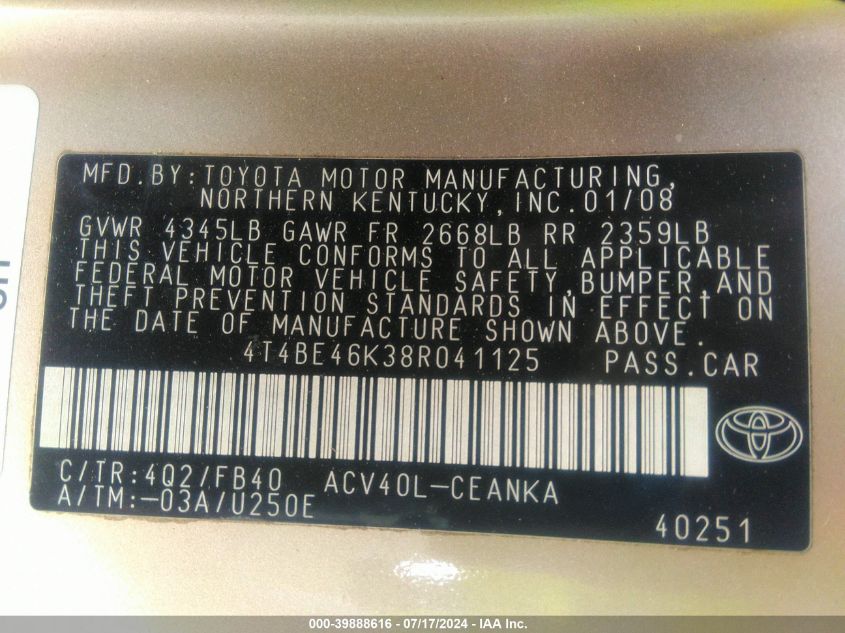 MFD.BY:TOYOTA MOTOR MANUFACTURING,
NORTHERN KENTUCKY,INC.01/08
GVWR 4345LB GAWR FR 2668LB RR 2359LB
THIS VEHICLE CONFORMS TO ALL APPLICABLE
FEDERAL MOTOR VEHICLE SAFETY,BUMPER,AND
THEFT PREVENTION STANDARDS IN EFFECT ON
THE DATE OF MANUFACTURE SHOWN ABOVE.
4T4BE46K38R041125 PASS.CAR
C/TR:4Q2/FB40 ACV40L-CEANKA
A/TM:-03A/U250E
40251
000-39888616 - 07/17/2024 - IAA Inc.